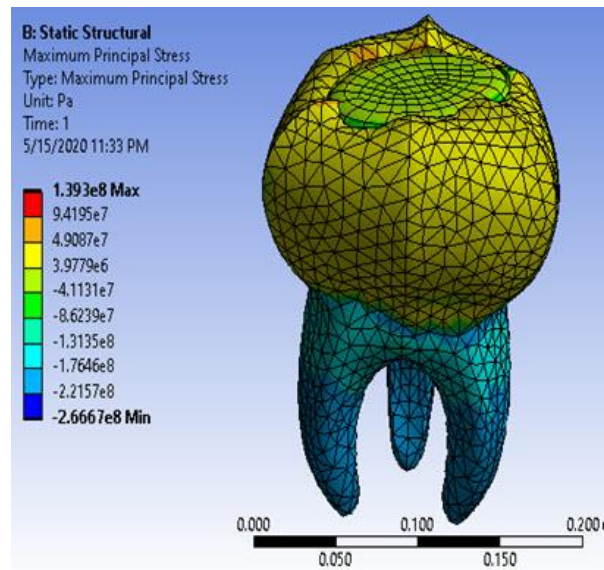 B: Static Structural
Maximum Principal Stress
Type: Maximum Principal Stress
Unit: Pa
Time: 1
5/15/2020 11:33 PM
1.393e8 Max
9.4195e7
4.9087e7
3.9779e6
-4.1131e7
-8.6239e7
-1.3135e8
-1.7646e8
-2.2157e8
-2.6667e8 Min
0.000 0.100 0.200
0.050 0.150